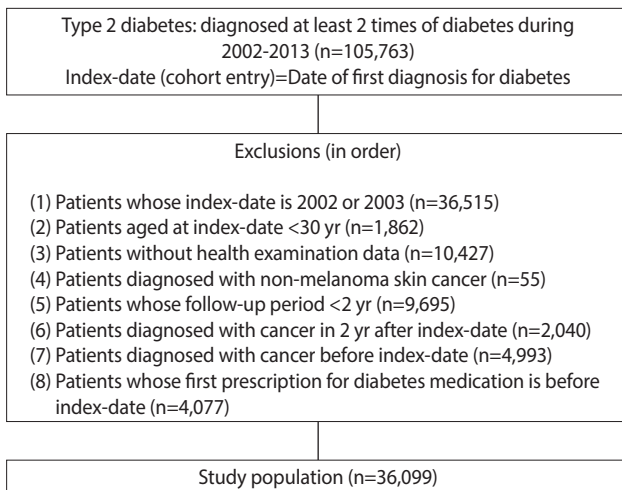 Type 2 diabetes: diagnosed at least 2 times of diabetes during
2002-2013 (n=105,763)
Index-date (cohort entry)=Date of first diagnosis for diabetes
Exclusions (in order)
(1) Patients whose index-date is 2002 or 2003 (n=36,515)
(2) Patients aged at index-date <30 yr (n=1,862)
(3) Patients without health examination data (n=10,427)
(4) Patients diagnosed with non-melanoma skin cancer (n=55)
(5) Patients whose follow-up period <2 yr (n=9,695)
(6) Patients diagnosed with cancer in 2 yr after index-date (n=2,040)
(7) Patients diagnosed with cancer before index-date (n=4,993)
(8) Patients whose first prescription for diabetes medication is before
index-date (n=4,077)
Study population (n=36,099)